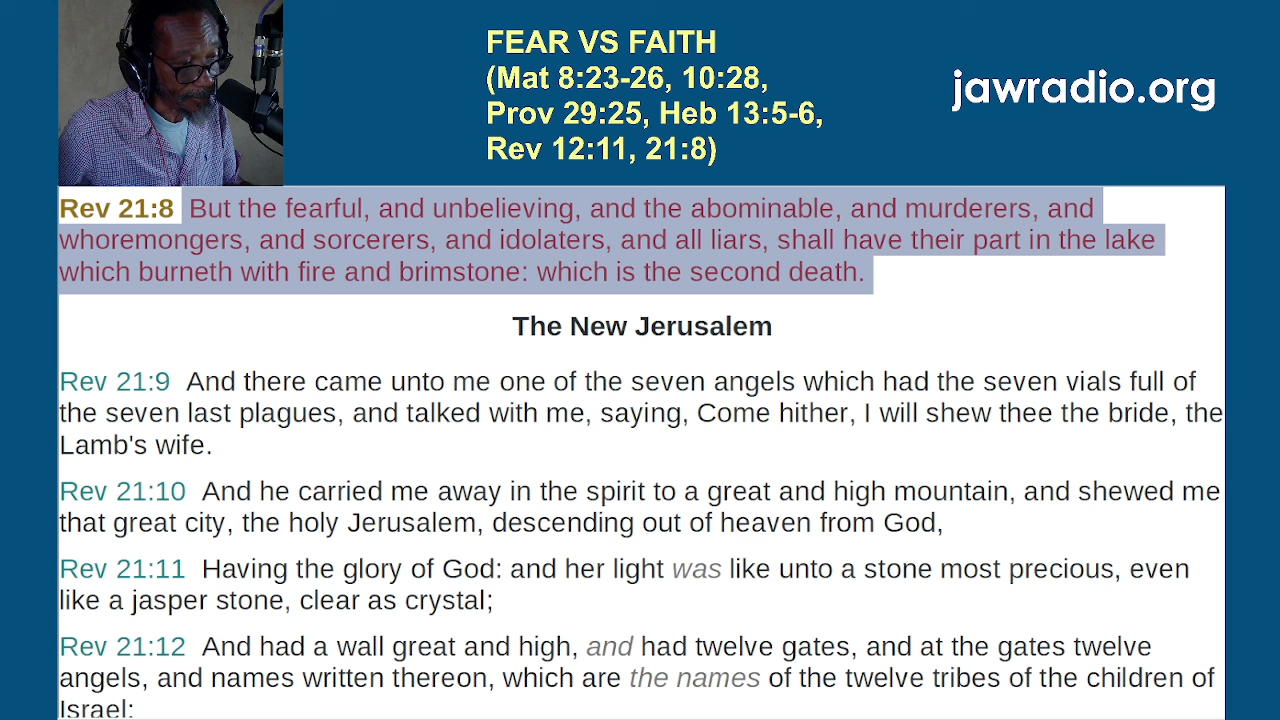 FEAR VS FAITH
(Mat 8:23-26, 10:28,
Prov 29:25, Heb 13:5-6,
Rev 12:11, 21:8)
jawradio.org
Rev 21:8 But the fearful, and unbelieving, and the abominable, and murderers, and
whoremongers, and sorcerers, and idolaters, and all liars, shall have their part in the lake
which burneth with fire and brimstone: which is the second death.
The New Jerusalem
Rev 21:9 And there came unto me one of the seven angels which had the seven vials full of
the seven last plagues, and talked with me, saying, Come hither, I will shew thee the bride, the
Lamb's wife.
Rev 21:10 And he carried me away in the spirit to a great and high mountain, and shewed me
that great city, the holy Jerusalem, descending out of heaven from God,
Rev 21:11 Having the glory of God: and her light was like unto a stone most precious, even
like a jasper stone, clear as crystal;
Rev 21:12 And had a wall great and high, and had twelve gates, and at the gates twelve
angels, and names written thereon, which are the names of the twelve tribes of the children of
Israel: